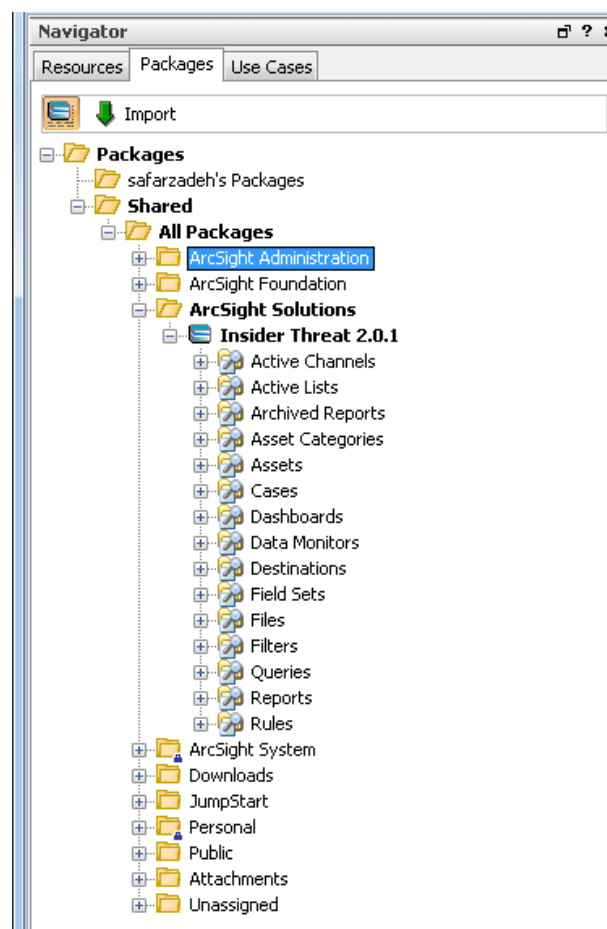 Navigator ?
Resources Packages Use Cases
Import
Packages
safarzadeh's Packages
Shared
All Packages
ArcSight Administration
ArcSight Foundation
ArcSight Solutions
Insider Threat 2.0.1
Active Channels
Active Lists
Archived Reports
Asset Categories
Assets
Cases
Dashboards
Data Monitors
Destinations
Field Sets
Files
Filters
Queries
Reports
Rules
ArcSight System
Downloads
JumpStart
Personal
Public
Attachments
Unassigned